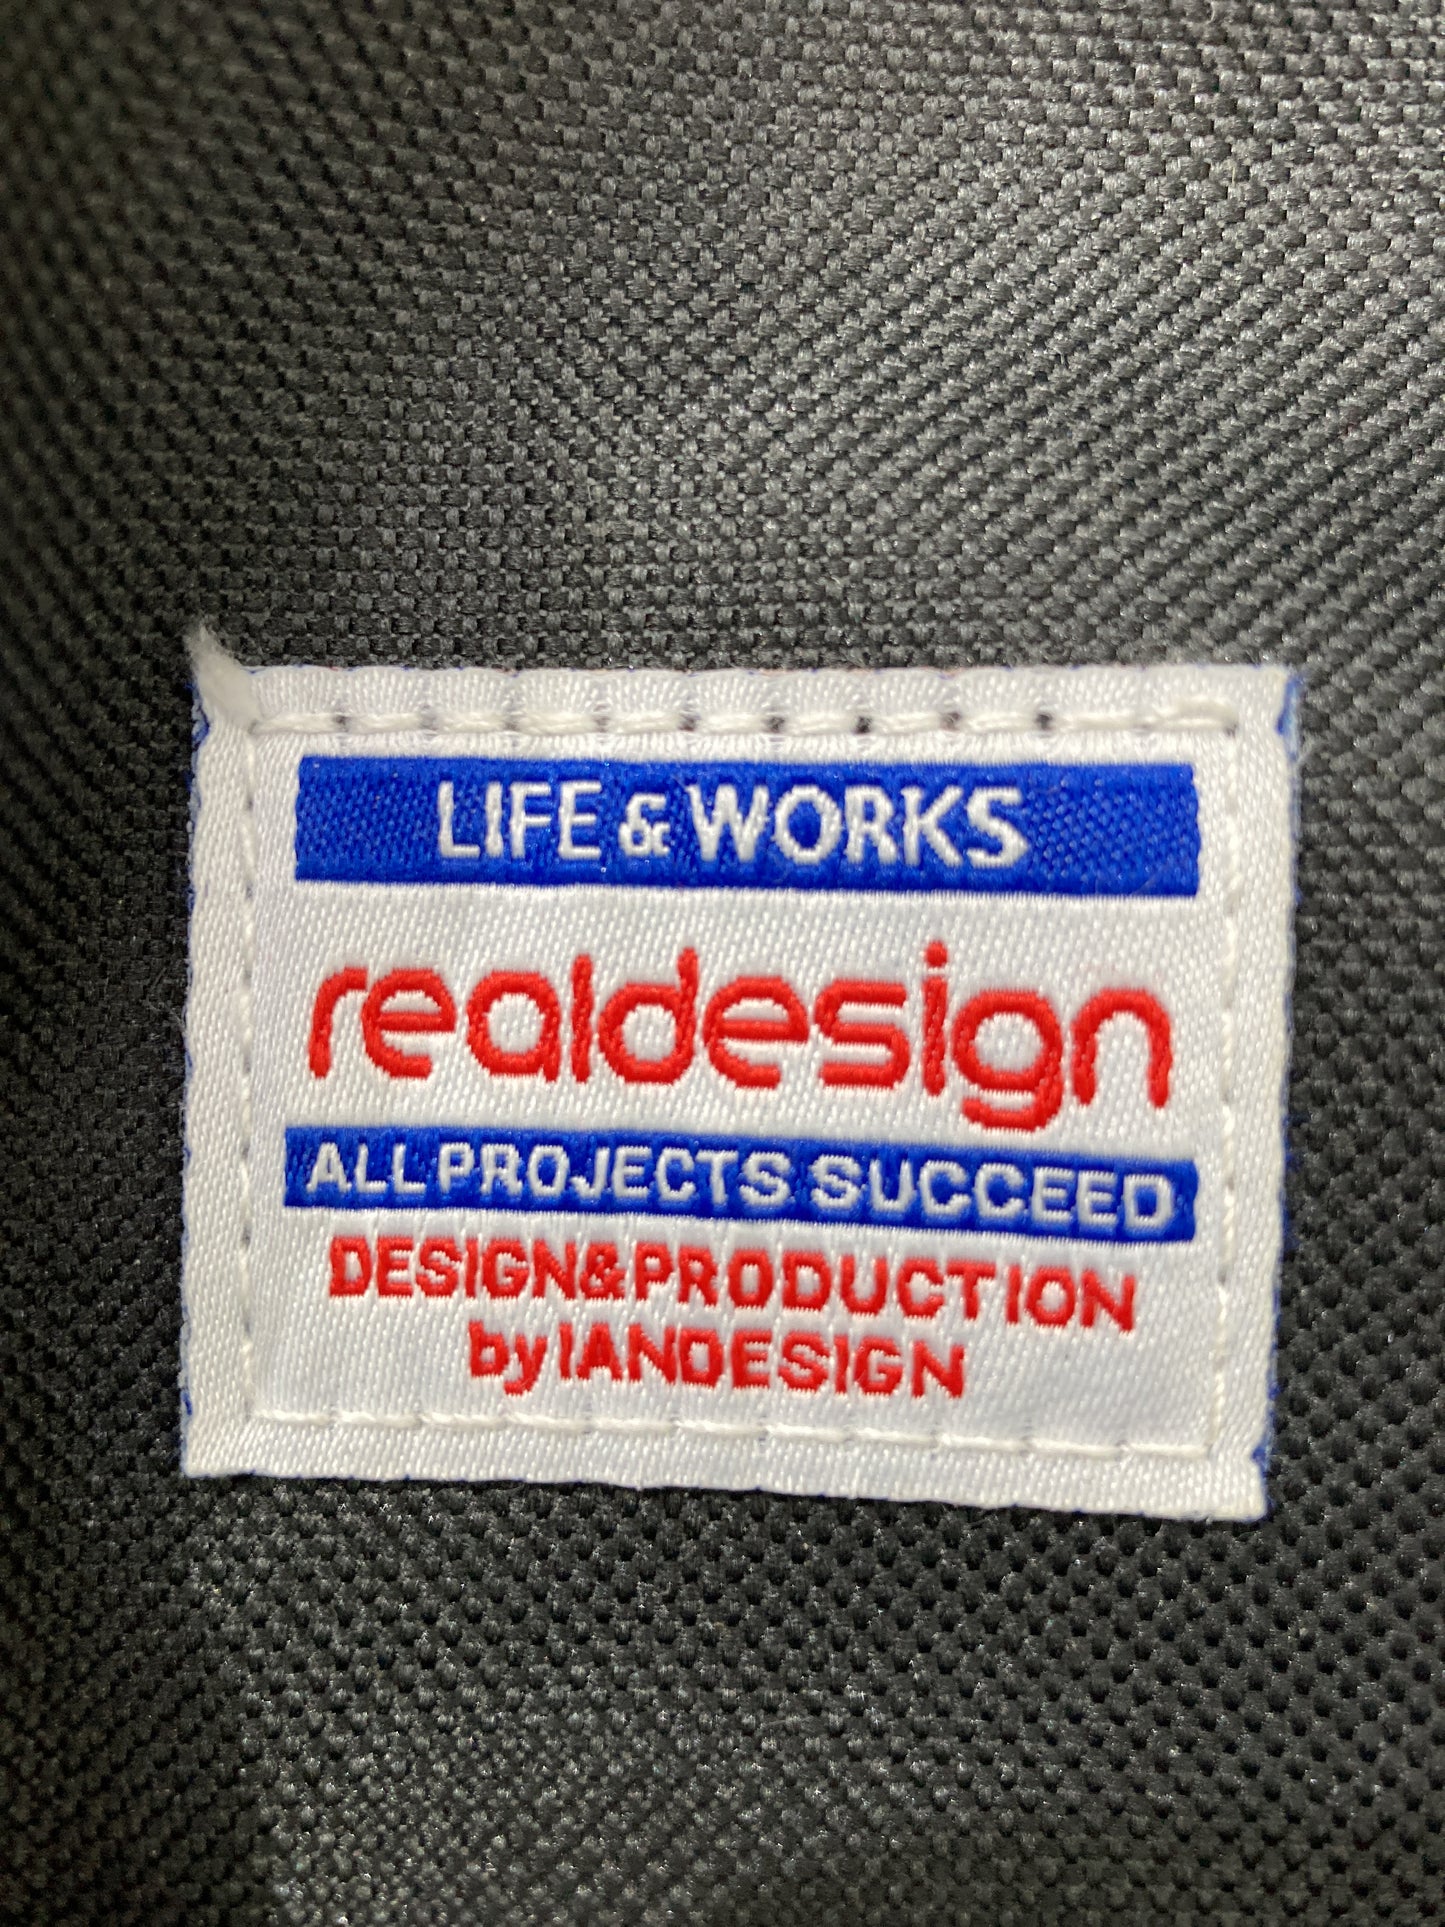 LIFE & WORKS
realdesign
ALL PROJECTS SUCCEED
DESIGN&PRODUCTION
by IANDESIGN